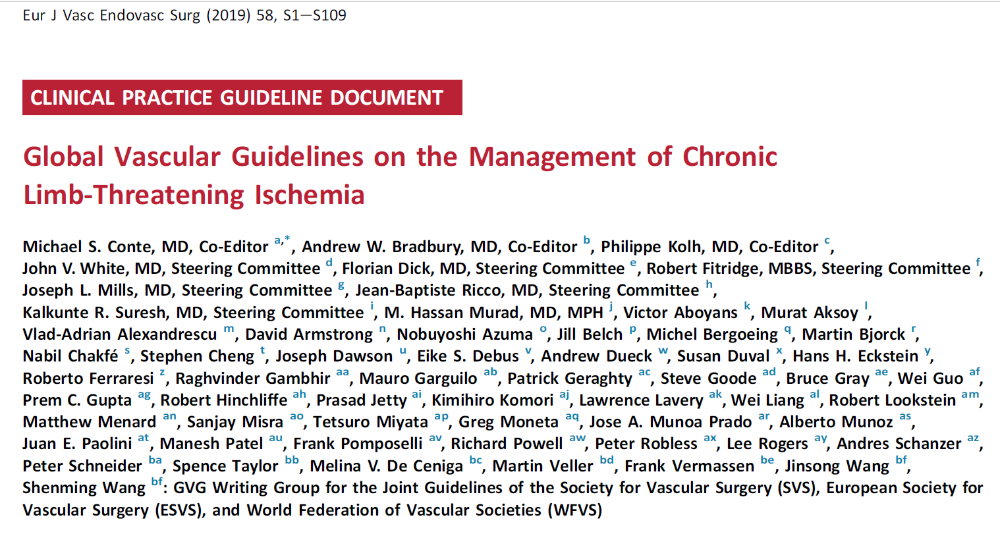 Eur J Vasc Endovasc Surg (2019) 58, S1—S109
CLINICAL PRACTICE GUIDELINE DOCUMENT
Global Vascular Guidelines on the Management of Chronic
Limb-Threatening Ischemia
Michael S. Conte, MD, Co-Editor a,*, Andrew W. Bradbury, MD, Co-Editor b, Philippe Kolh, MD, Co-Editor c,
John V. White, MD, Steering Committee d, Florian Dick, MD, Steering Committee e, Robert Fitridge, MBBS, Steering Committee f,
Joseph L. Mills, MD, Steering Committee g, Jean-Baptiste Ricco, MD, Steering Committee h,
Kalkunte R. Suresh, MD, Steering Committee i, M. Hassan Murad, MD, MPH j, Victor Aboyans k, Murat Aksoy l,
Vlad-Adrian Alexandrescu m, David Armstrong n, Nobuyoshi Azuma o, Jill Belch p, Michel Bergoeing q, Martin Bjorck r,
Nabil Chakfé s, Stephen Cheng t, Joseph Dawson u, Eike S. Debus v, Andrew Dueck w, Susan Duval x, Hans H. Eckstein y,
Roberto Ferraresi z, Raghvinder Gambhir aa, Mauro Garguilo ab, Patrick Geraghty ac, Steve Goode ad, Bruce Gray ae, Wei Guo af,
Prem C. Gupta ag, Robert Hinchliffe ah, Prasad Jetty ai, Kimihiro Komori aj, Lawrence Lavery ak, Wei Liang al, Robert Lookstein am,
Matthew Menard an, Sanjay Misra ao, Tetsuro Miyata ap, Greg Moneta aq, Jose A. Munoa Prado ar, Alberto Munoz as,
Juan E. Paolini at, Manesh Patel au, Frank Pomposelli av, Richard Powell aw, Peter Robless ax, Lee Rogers ay, Andres Schanzer az,
Peter Schneider ba, Spence Taylor bb, Melina V. De Ceniga bc, Martin Veller bd, Frank Vermassen be, Jinsong Wang bf,
Shenming Wang bf: GVG Writing Group for the Joint Guidelines of the Society for Vascular Surgery (SVS), European Society for
Vascular Surgery (ESVS), and World Federation of Vascular Societies (WFVS)